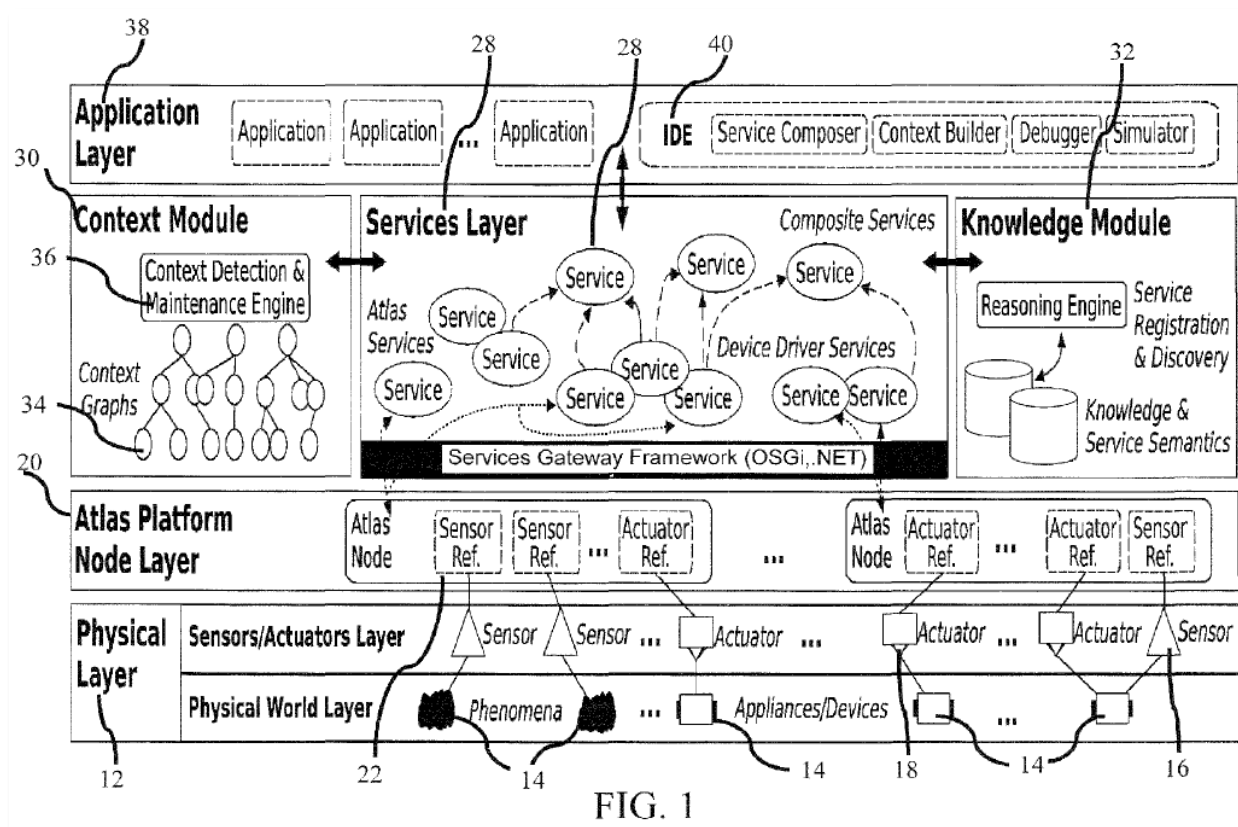 38
28
28
40
32
Application
Layer
Application
Application
...
Application
IDE
Service Composer
Context Builder
Debugger
Simulator
30
Context Module
36
Context Detection &
Maintenance Engine
Context
Graphs
34
Services Layer
Composite Services
Service
Service
Service
Atlas
Services
Service
Service
Device Driver Services
Service
Service
Service
Service
Service
Service
Services Gateway Framework (OSGi,.NET)
Knowledge Module
Reasoning Engine
Service
Registration
& Discovery
Knowledge &
Service Semantics
20
Atlas Platform
Node Layer
Atlas
Node
Sensor
Ref.
Sensor
Ref.
...
Actuator
Ref.
...
Atlas
Node
Actuator
Ref.
...
Actuator
Ref.
Sensor
Ref.
Physical
Layer
Sensors/Actuators Layer
Sensor
Sensor
...
Actuator
...
Actuator
...
Actuator
Sensor
Physical World Layer
Phenomena
...
Appliances/Devices
...
12
22
14
14
18
14
16
FIG. 1